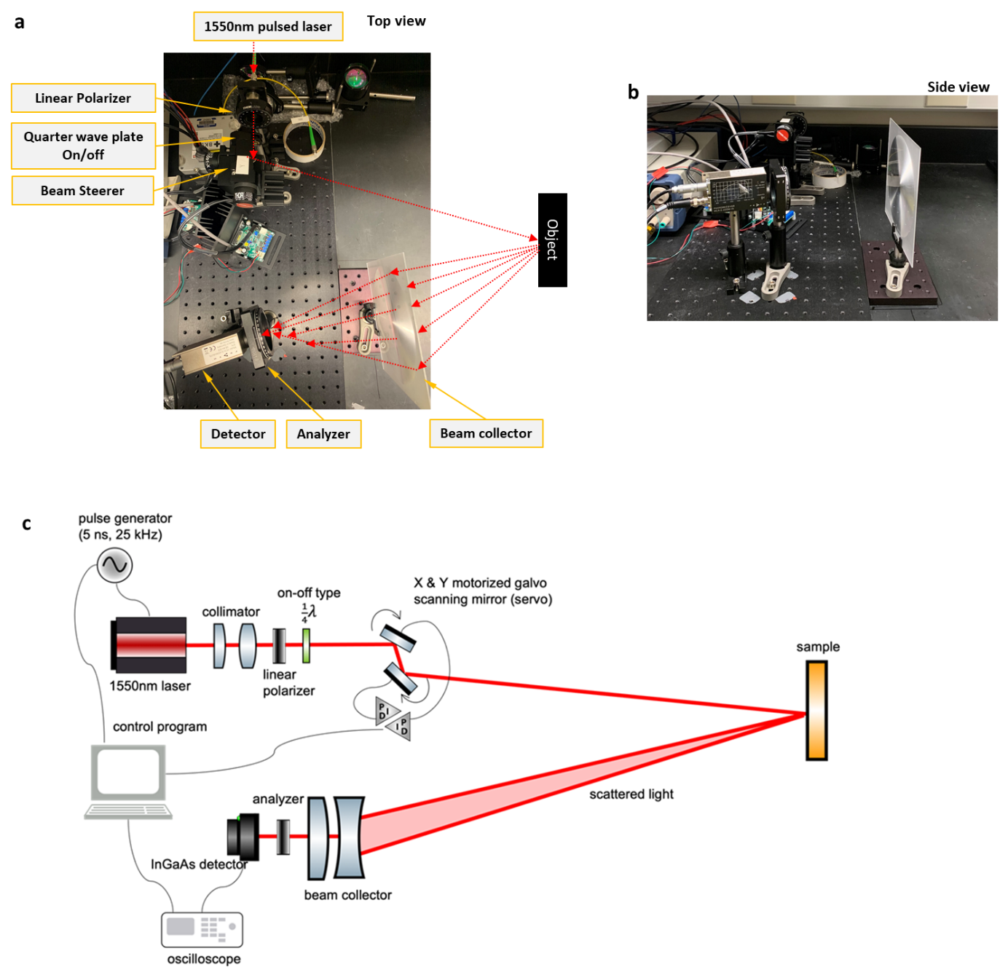 a
1550nm pulsed laser
Top view
Linear Polarizer
Quarter wave plate
On/off
Beam Steerer
Object
Detector
Analyzer
Beam collector
b
Side view
THOR
c
pulse generator
(5 ns, 25 kHz)
collimator
on-off type
¼λ
X & Y motorized galvo
scanning mirror (servo)
sample
1550nm laser
linear
polarizer
PID
PID
control program
scattered light
analyzer
InGaAs detector
beam collector
oscilloscope